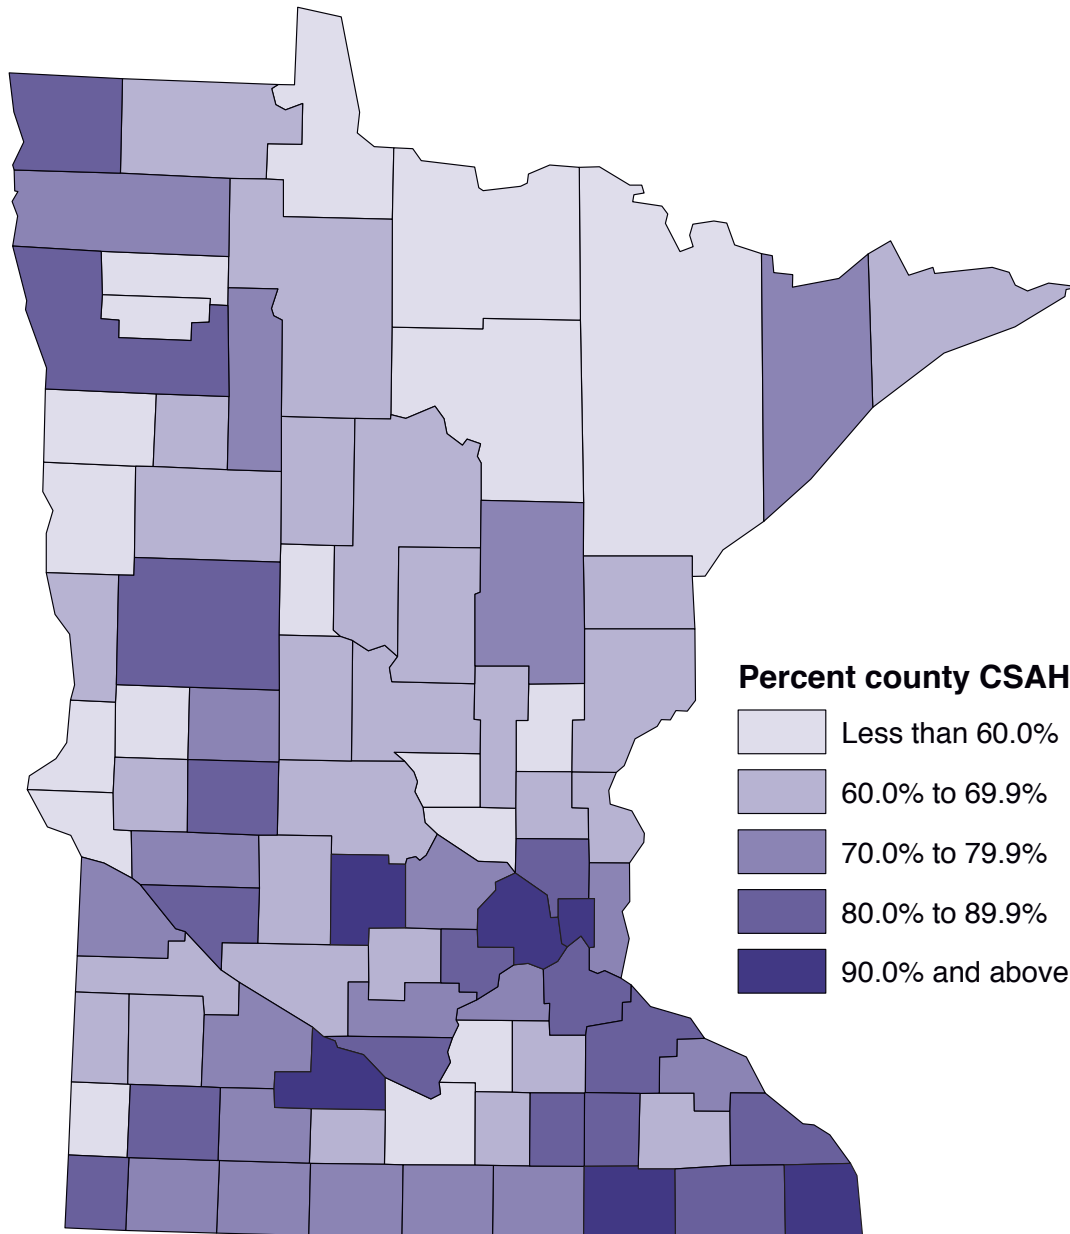 Percent county CSAH
Less than 60.0%
60.0% to 69.9%
70.0% to 79.9%
80.0% to 89.9%
90.0% and above